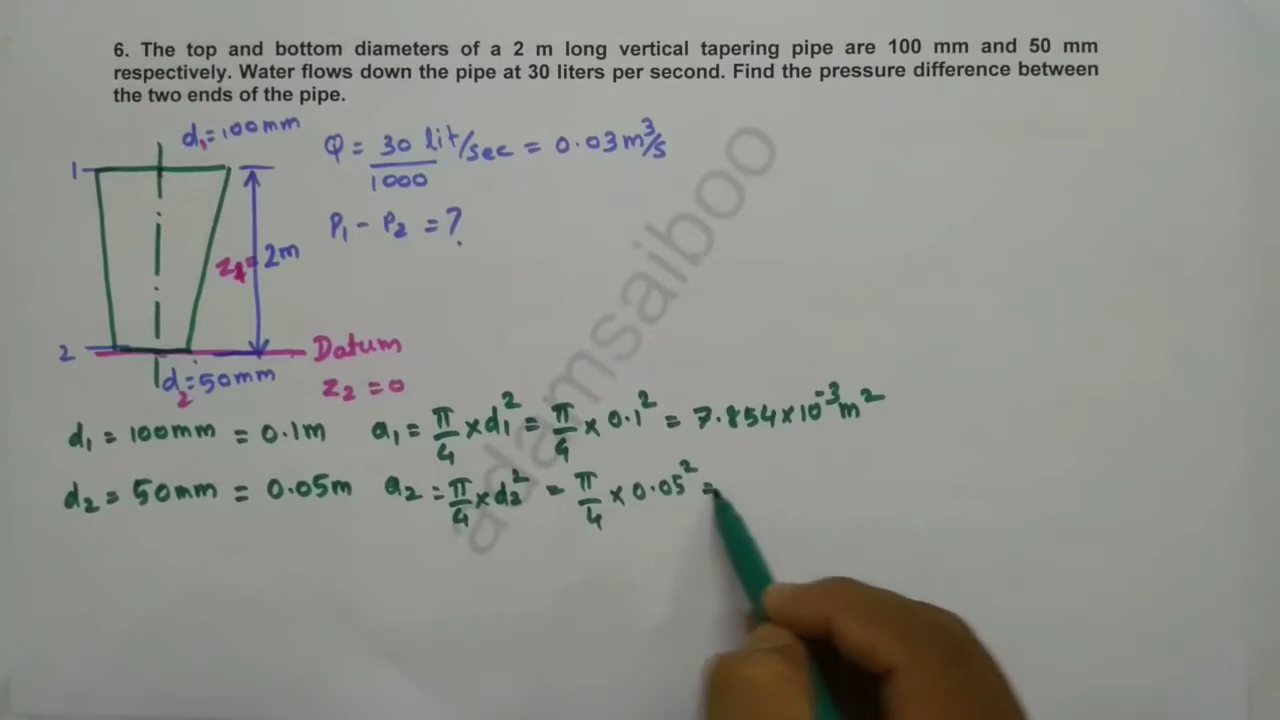 6. The top and bottom diameters of a 2 m long vertical tapering pipe are 100 mm and 50 mm
respectively. Water flows down the pipe at 30 liters per second. Find the pressure difference between
the two ends of the pipe.
d₁=100mm
Q = 30 lit/sec / 1000 = 0.03 m³/s
1
P₁ - P₂ = ?
z₁= 2m
2
Datum
d₂=50mm
z₂ = 0
d₁ = 100mm = 0.1m a₁ = π/4 × d₁² = π/4 × 0.1² = 7.854×10⁻³m²
d₂ = 50mm = 0.05m a₂ = π/4 × d₂² = π/4 × 0.05² =
adamsaiboo